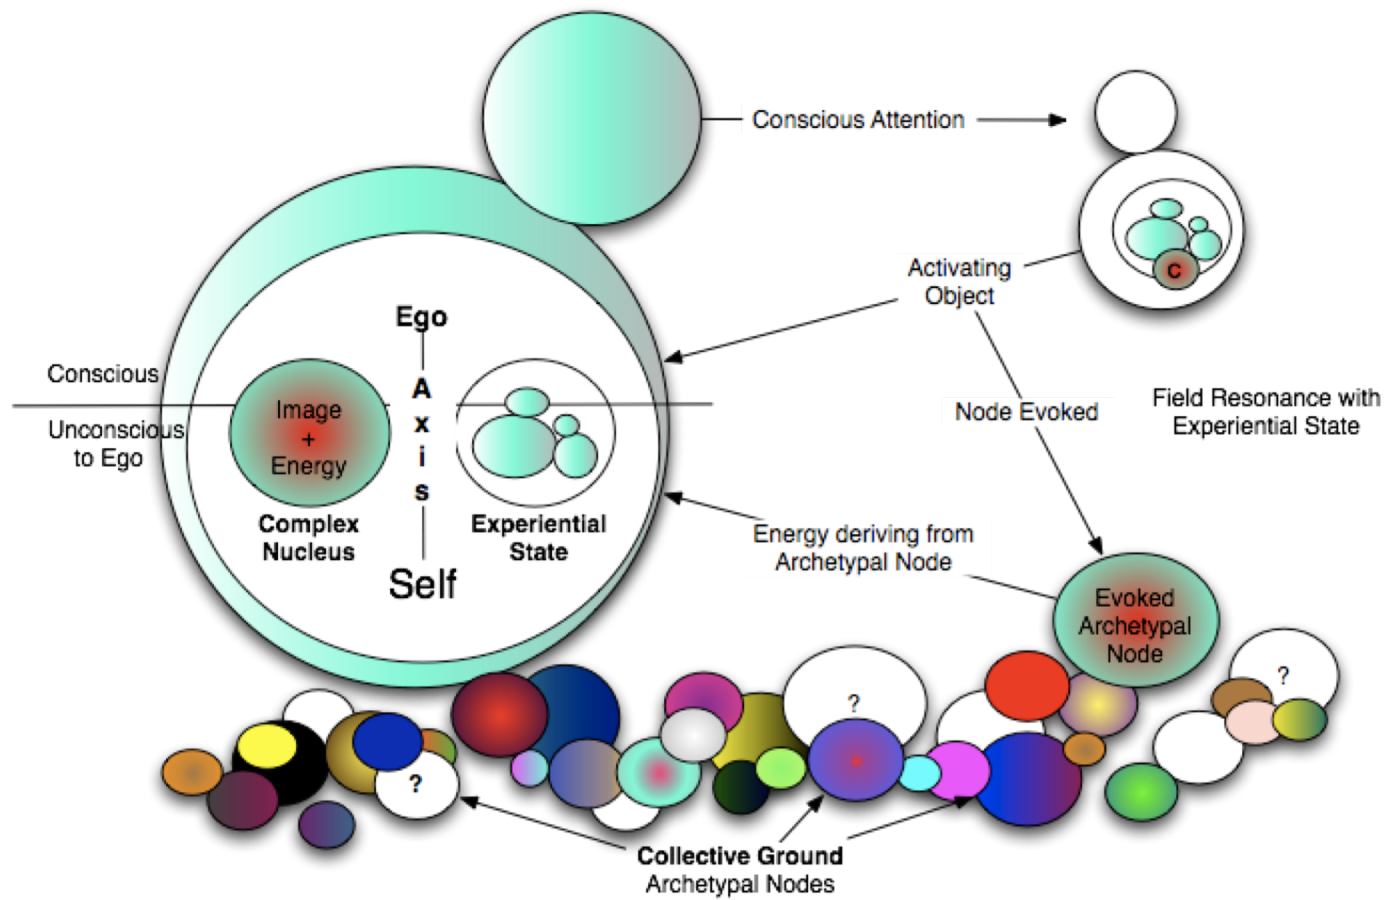 Conscious Attention
C
Activating
Object
Ego
Conscious
A
x
i
s
Image
+
Energy
Unconscious
to Ego
Node Evoked
Field Resonance with
Experiential State
Complex
Nucleus
Experiential
State
Self
Energy deriving from
Archetypal Node
Evoked
Archetypal
Node
?
?
?
Collective Ground
Archetypal Nodes